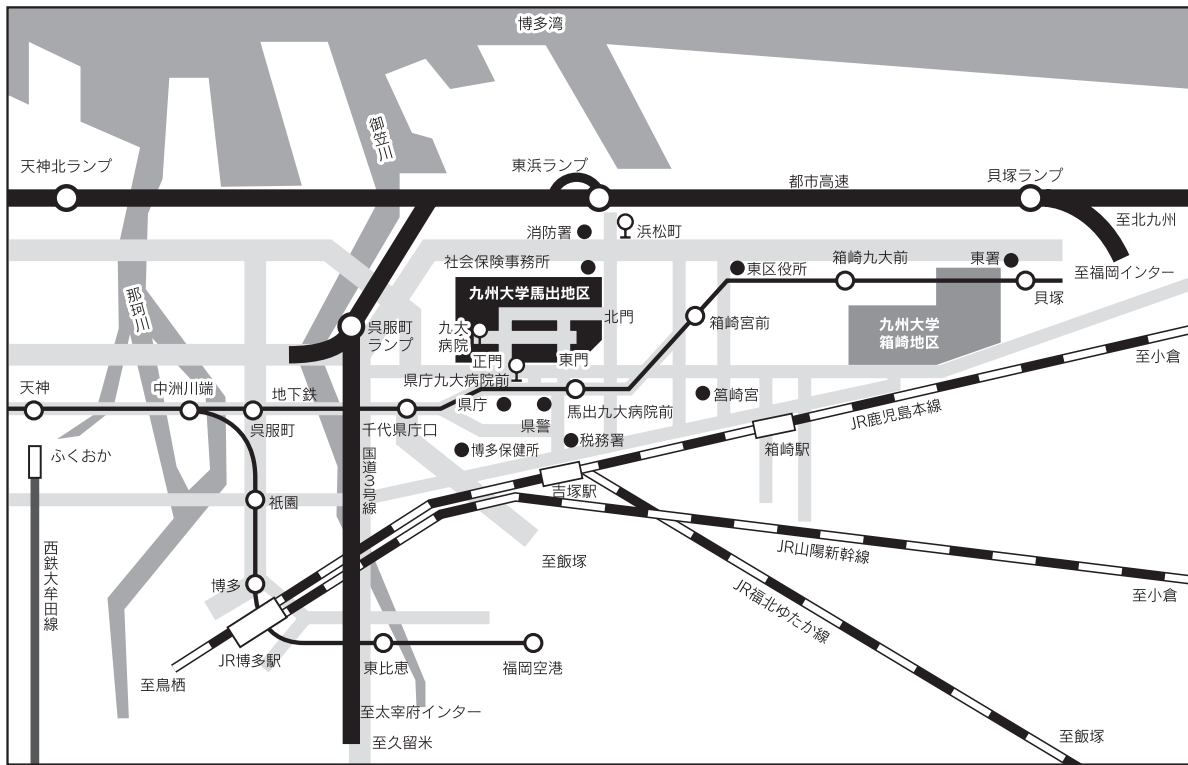 博多湾
御笠川
天神北ランプ
東浜ランプ
都市高速
貝塚ランプ
至北九州
消防署
浜松町
社会保険事務所
東区役所
箱崎九大前
東署
至福岡インター
貝塚
九州大学馬出地区
那珂川
呉服町
ランプ
九大
病院
北門
箱崎宮前
九州大学
箱崎地区
正門
東門
至小倉
県庁九大病院前
天神
中洲川端
地下鉄
呉服町
千代県庁口
県庁
県警
馬出九大病院前
筥崎宮
JR鹿児島本線
ふくおか
国道3号線
博多保健所
税務署
箱崎駅
吉塚駅
祇園
西鉄大牟田線
至飯塚
JR山陽新幹線
博多
JR福北ゆたか線
至小倉
JR博多駅
東比恵
福岡空港
至鳥栖
至太宰府インター
至久留米
至飯塚